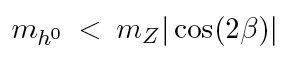 $m_{h^0} \: < \: m_Z |\cos(2\beta)|$